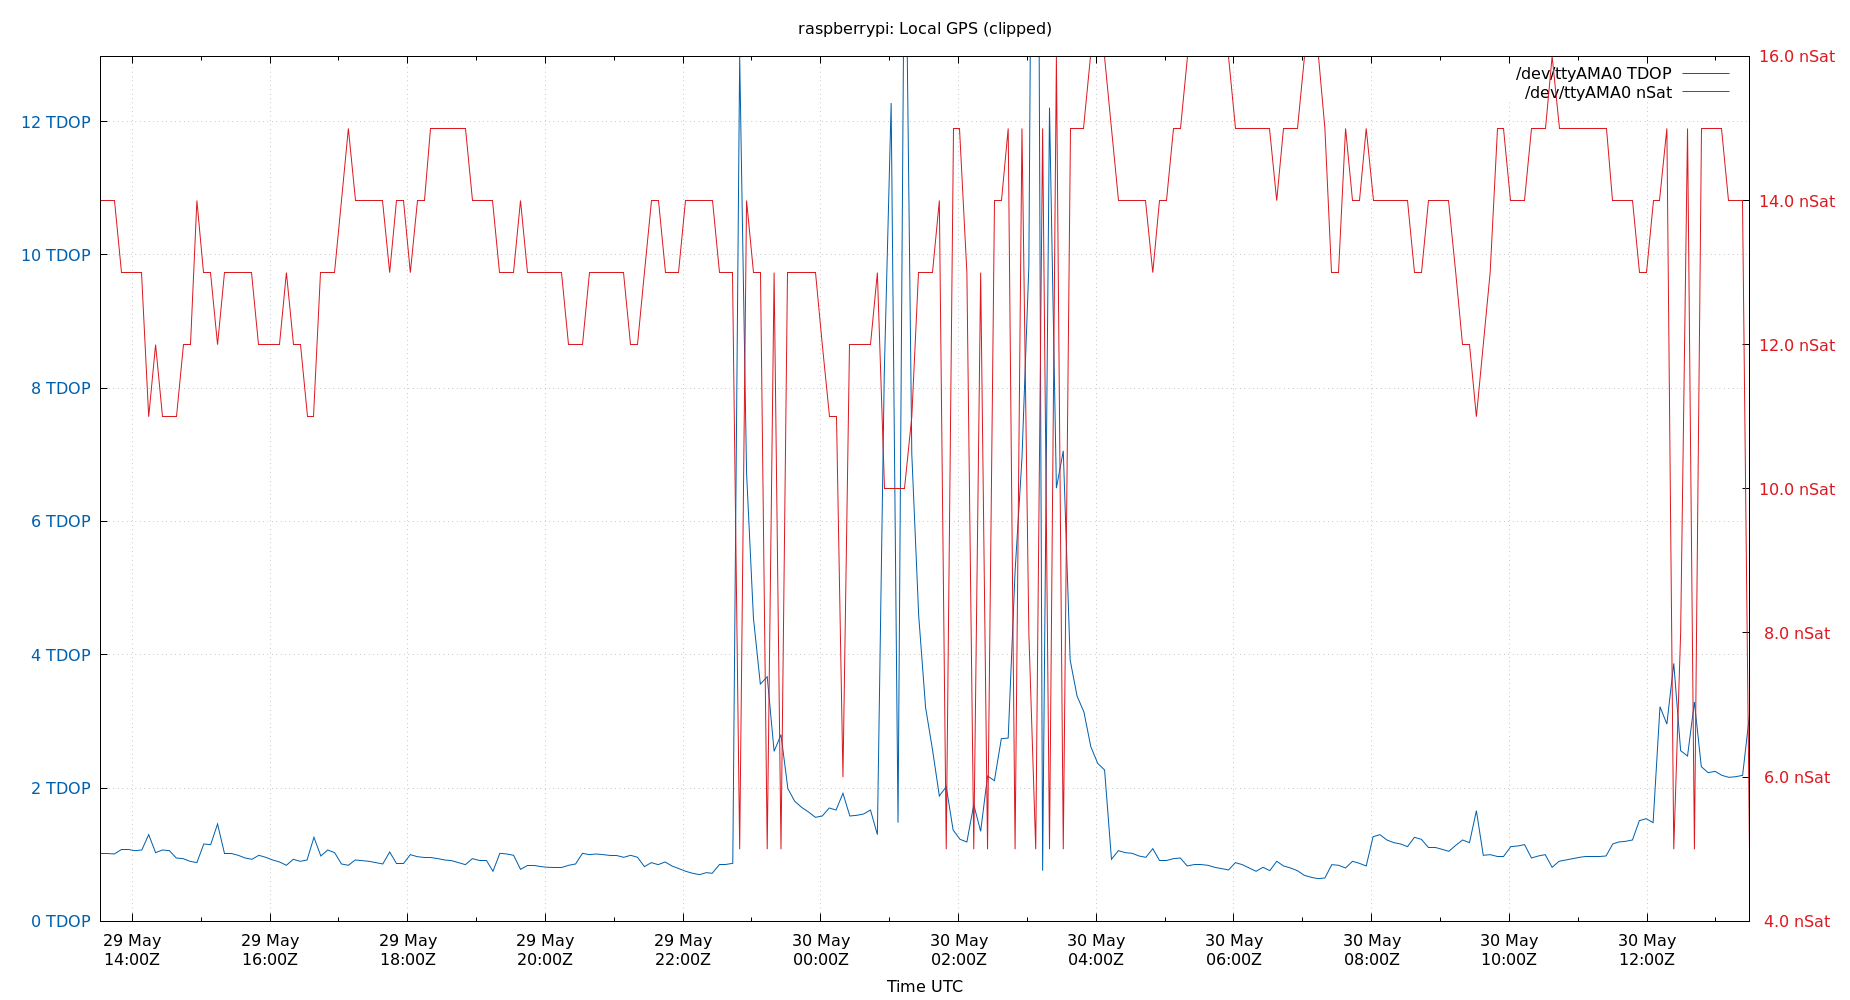 raspberrypi: Local GPS (clipped)
16.0 nSat
/dev/ttyAMA0 TDOP
/dev/ttyAMA0 nSat
12 TDOP
14.0 nSat
10 TDOP
12.0 nSat
8 TDOP
10.0 nSat
6 TDOP
8.0 nSat
4 TDOP
6.0 nSat
2 TDOP
0 TDOP
4.0 nSat
29 May 29 May 29 May 29 May 29 May 30 May 30 May 30 May 30 May 30 May 30 May 30 May
14:00Z 16:00Z 18:00Z 20:00Z 22:00Z 00:00Z 02:00Z 04:00Z 06:00Z 08:00Z 10:00Z 12:00Z
Time UTC